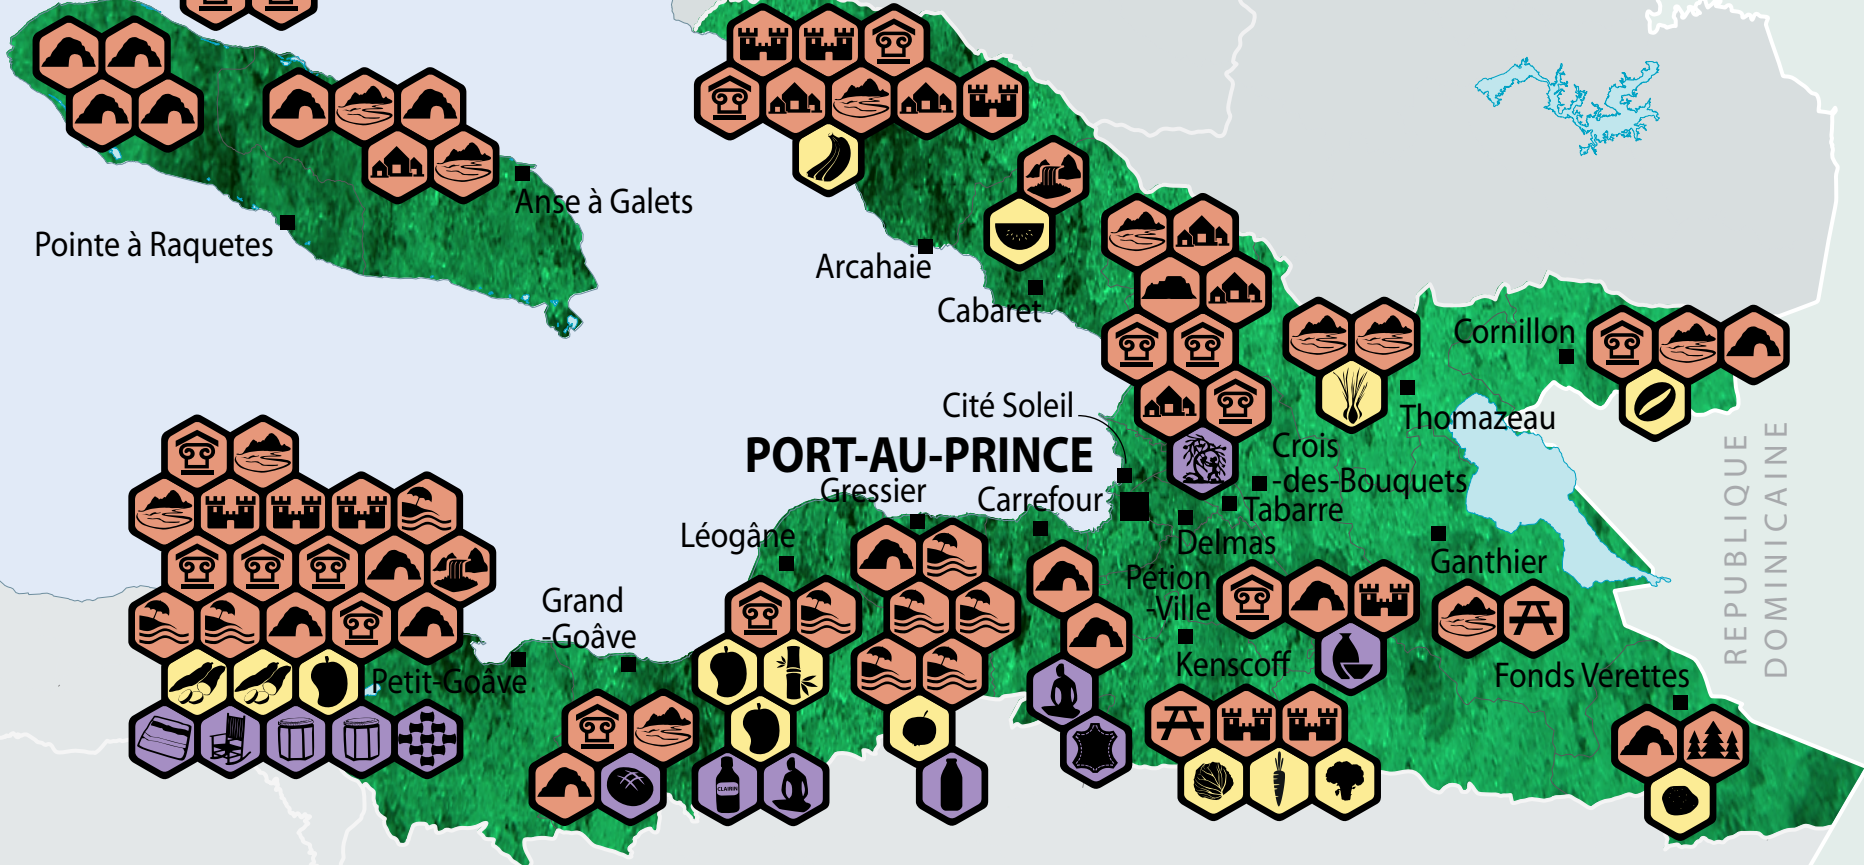 Anse à Galets
Pointe à Raquetes
Arcahaie
Cabaret
Cornillon
Cité Soleil
Thomazeau
PORT-AU-PRINCE
Crois
-des-Bouquets
Gressier
Carrefour
Tabarre
Léogâne
Delmas
Ganthier
Pétion
-Ville
Grand
-Goâve
Kenscoff
Petit-Goâve
Fonds Verettes
REPUBLIQUE
DOMINICAINE
CLAIRIN